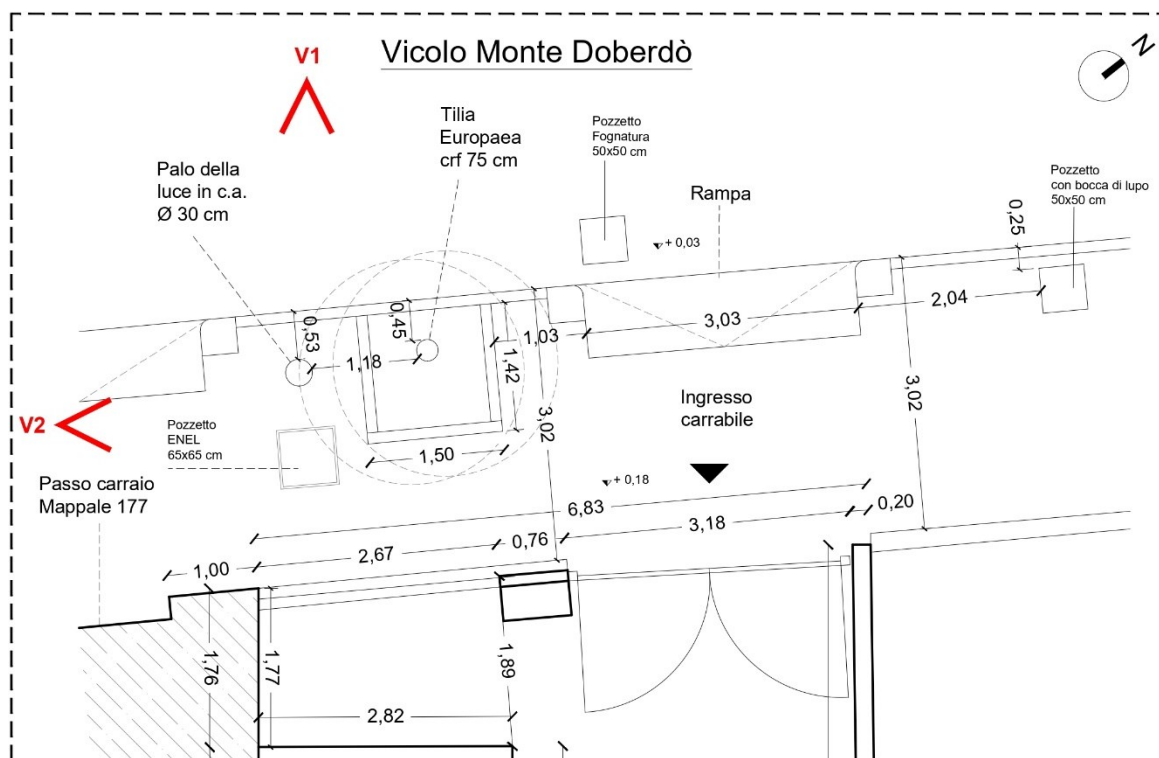 Vicolo Monte Doberdò
N
V1
Tilia
Europaea
crf 75 cm
Pozzetto
Fognatura
50x50 cm
Palo della
luce in c.a.
Ø 30 cm
Rampa
Pozzetto
con bocca di lupo
50x50 cm
0,25
+ 0,03
2,04
0,53
0,45
1,03
3,03
1,18
1,42
3,02
3,02
V2
Pozzetto
ENEL
65x65 cm
Ingresso
carrabile
1,50
Passo carraio
Mappale 177
+ 0,18
6,83
0,20
3,18
0,76
2,67
1,00
1,76
1,77
1,89
2,82